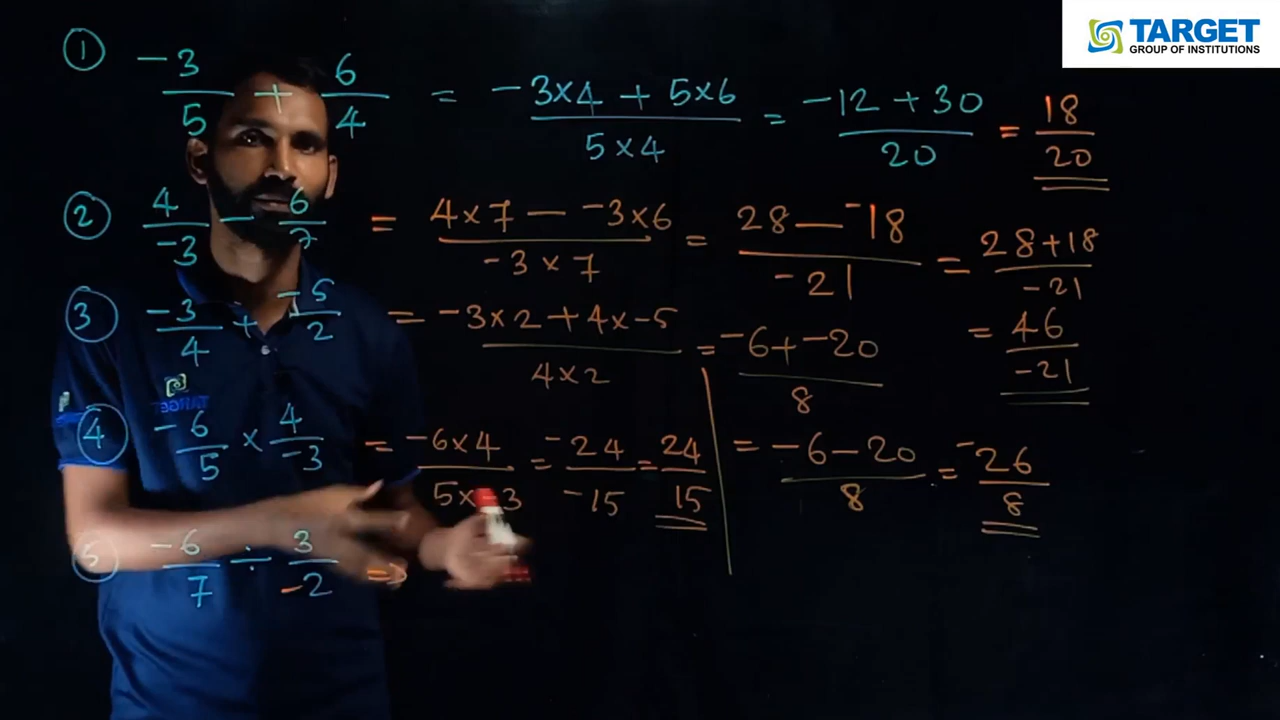 TARGET
GROUP OF INSTITUTIONS
① -3/5 + 6/4 = (-3×4 + 5×6)/(5×4) = (-12 + 30)/20 = 18/20
② 4/-3 − 6/7 = (4×7 − -3×6)/(-3×7) = (28 − -18)/-21 = (28+18)/-21
= 46/-21
③ -3/4 + -5/2 = (-3×2 + 4×-5)/(4×2) = (-6 + -20)/8
= (-6 − 20)/8 = -26/8
④ -6/5 × 4/-3 = (-6×4)/(5×-3) = -24/-15 = 24/15
⑤ -6/7 ÷ 3/-2 ⇒
TARGET